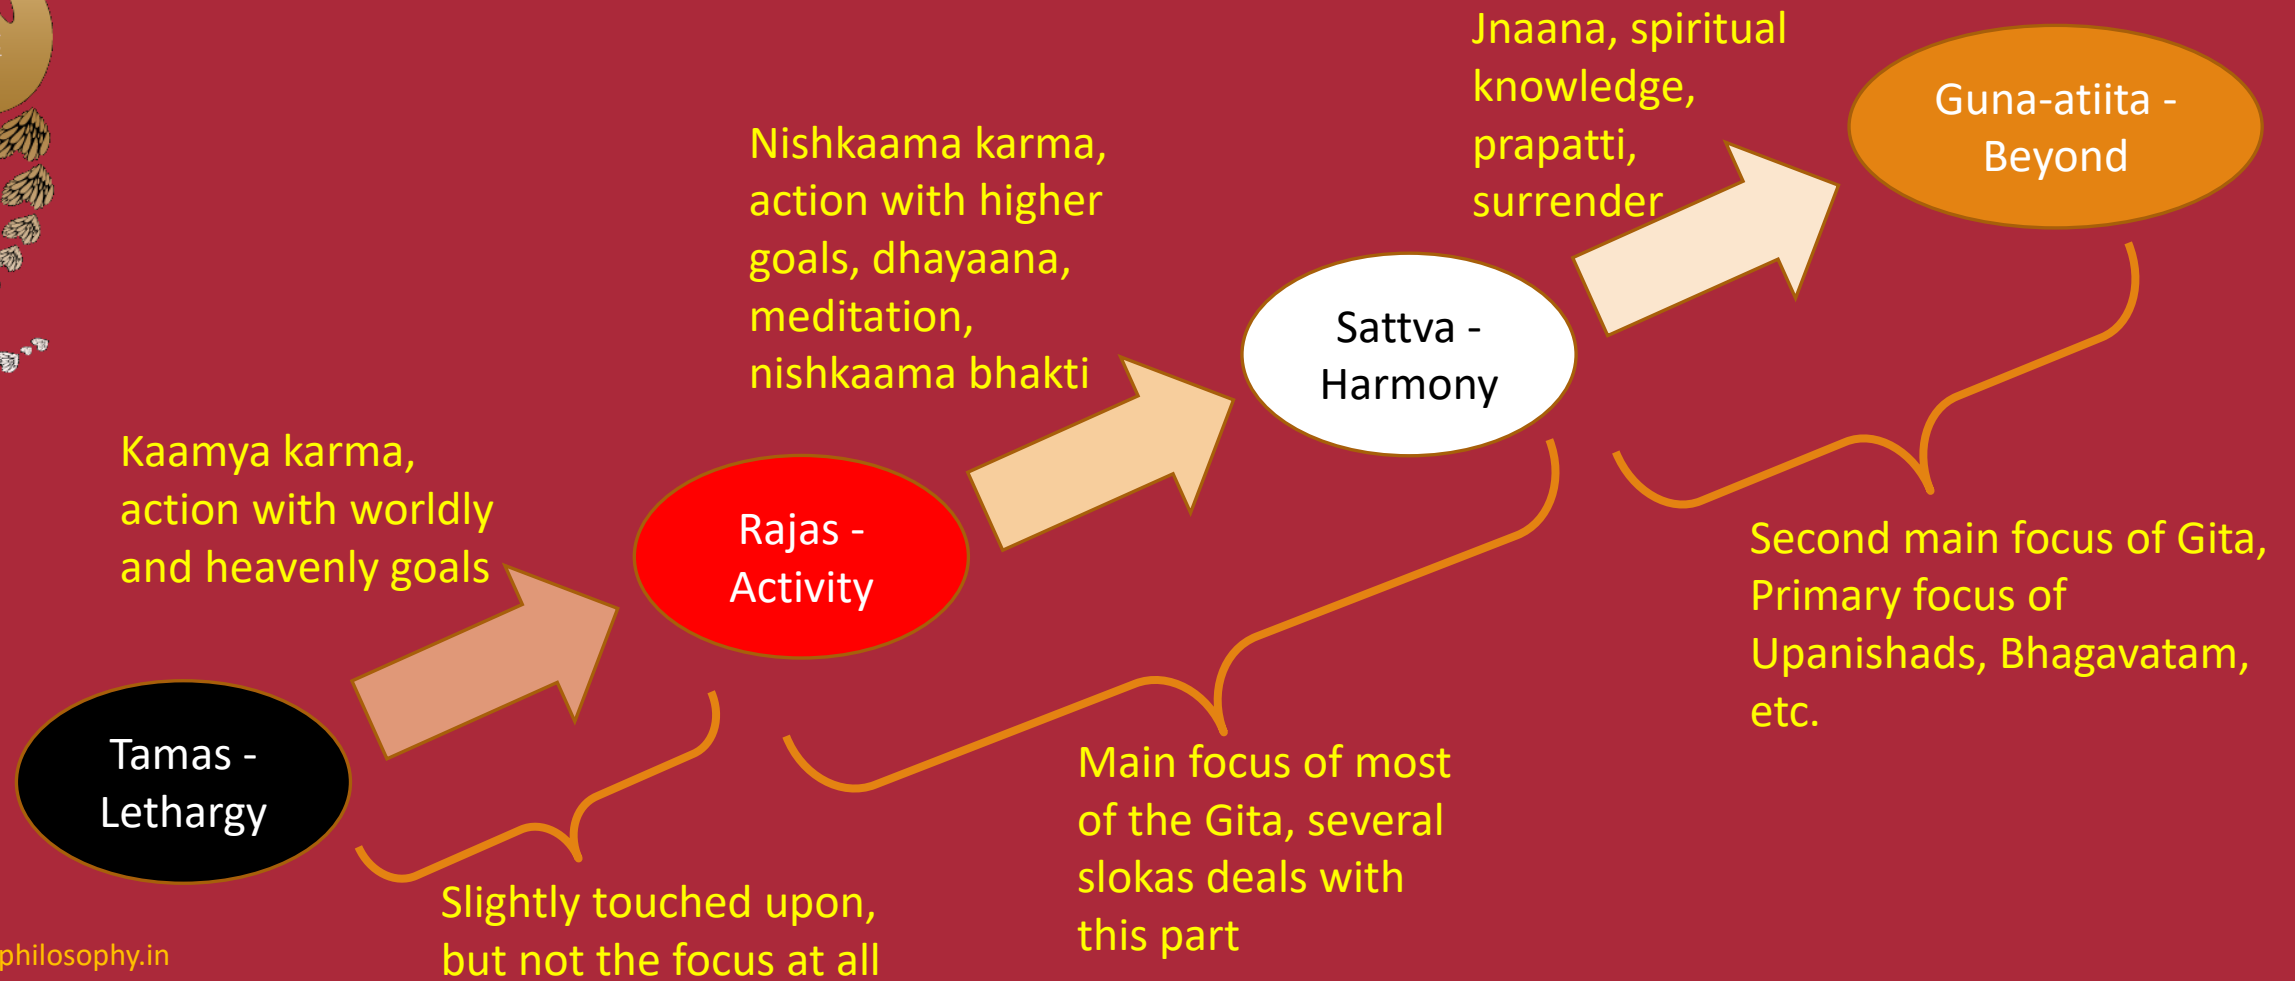 Jnaana, spiritual
knowledge,
prapatti,
surrender
Guna-atiita -
Beyond
Nishkaama karma,
action with higher
goals, dhayaana,
meditation,
nishkaama bhakti
Sattva -
Harmony
Kaamya karma,
action with worldly
and heavenly goals
Rajas -
Activity
Second main focus of Gita,
Primary focus of
Upanishads, Bhagavatam,
etc.
Tamas -
Lethargy
Main focus of most
of the Gita, several
slokas deals with
this part
Slightly touched upon,
but not the focus at all
philosophy.in